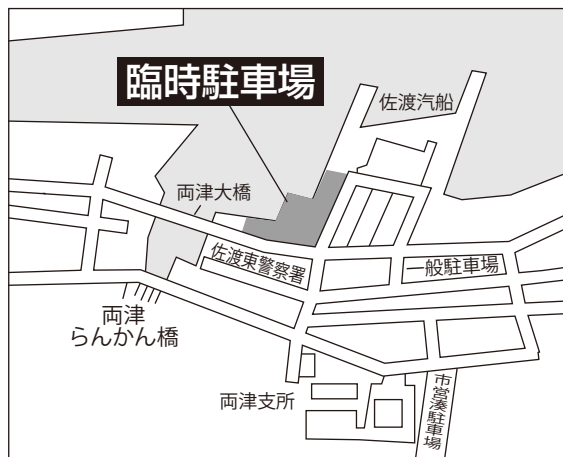 臨時駐車場
佐渡汽船
両津大橋
佐渡東警察署
一般駐車場
両津
らんかん橋
両津支所
市営湊駐車場